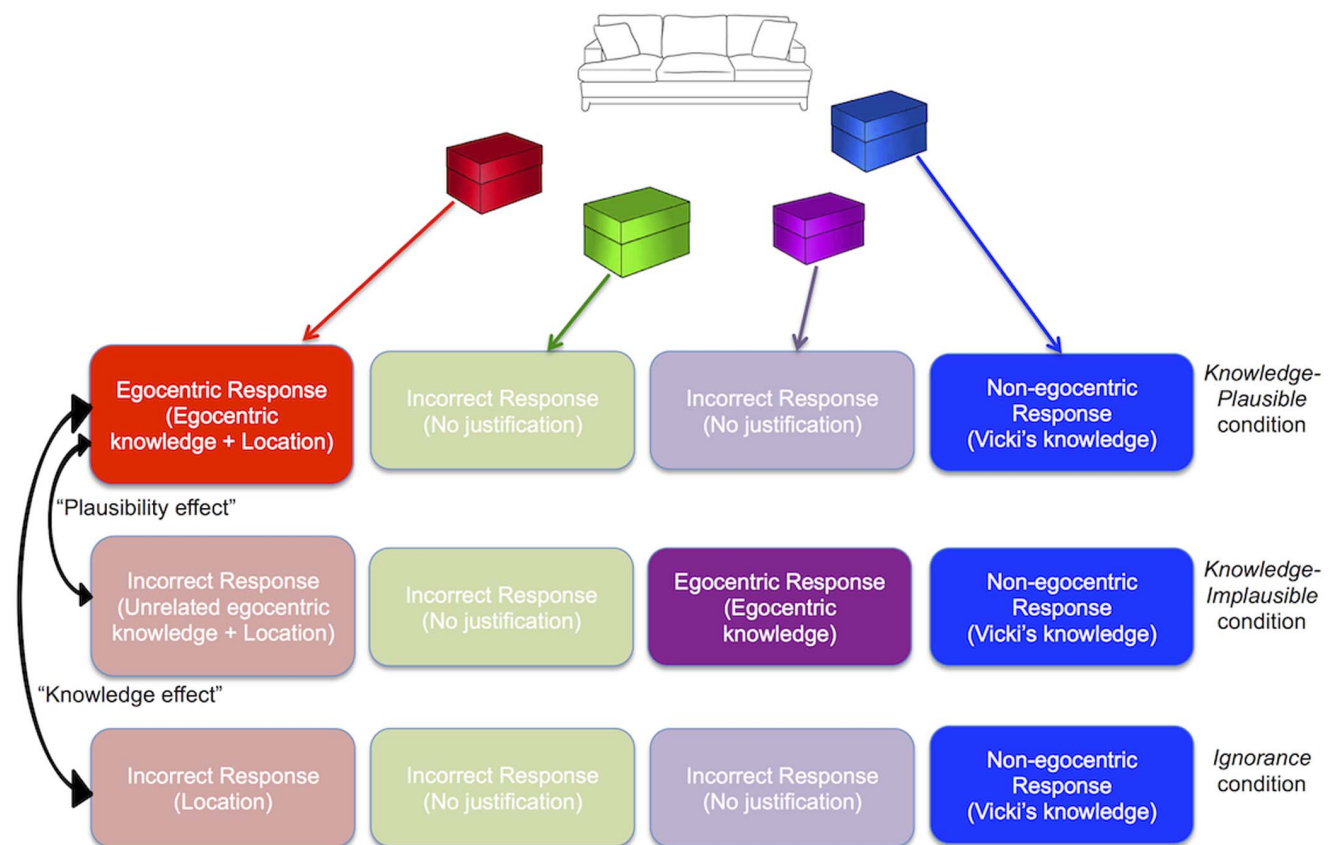 Egocentric Response
(Egocentric
knowledge + Location)
Incorrect Response
(No justification)
Incorrect Response
(No justification)
Non-egocentric
Response
(Vicki's knowledge)
Knowledge-
Plausible
condition
“Plausibility effect”
Incorrect Response
(Unrelated egocentric
knowledge + Location)
Incorrect Response
(No justification)
Egocentric Response
(Egocentric
knowledge)
Non-egocentric
Response
(Vicki's knowledge)
Knowledge-
Implausible
condition
“Knowledge effect”
Incorrect Response
(Location)
Incorrect Response
(No justification)
Incorrect Response
(No justification)
Non-egocentric
Response
(Vicki's knowledge)
Ignorance
condition